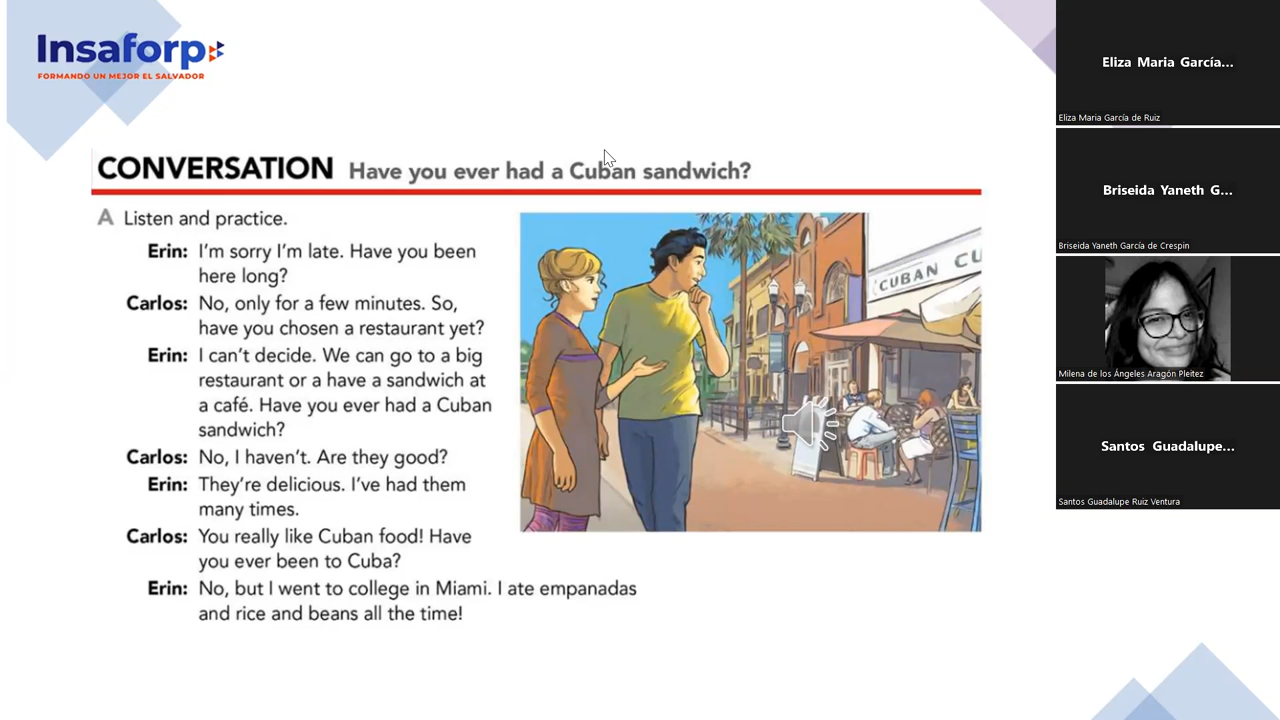 Insaforp
FORMANDO UN MEJOR EL SALVADOR
CONVERSATION Have you ever had a Cuban sandwich?
A Listen and practice.
Erin: I'm sorry I'm late. Have you been
here long?
Carlos: No, only for a few minutes. So,
have you chosen a restaurant yet?
Erin: I can't decide. We can go to a big
restaurant or a have a sandwich at
a café. Have you ever had a Cuban
sandwich?
Carlos: No, I haven't. Are they good?
Erin: They're delicious. I've had them
many times.
Carlos: You really like Cuban food! Have
you ever been to Cuba?
Erin: No, but I went to college in Miami. I ate empanadas
and rice and beans all the time!
CUBAN CU
Eliza Maria García...
Eliza Maria García de Ruiz
Briseida Yaneth G...
Briseida Yaneth García de Crespin
Milena de los Ángeles Aragón Pleitez
Santos Guadalupe...
Santos Guadalupe Ruiz Ventura